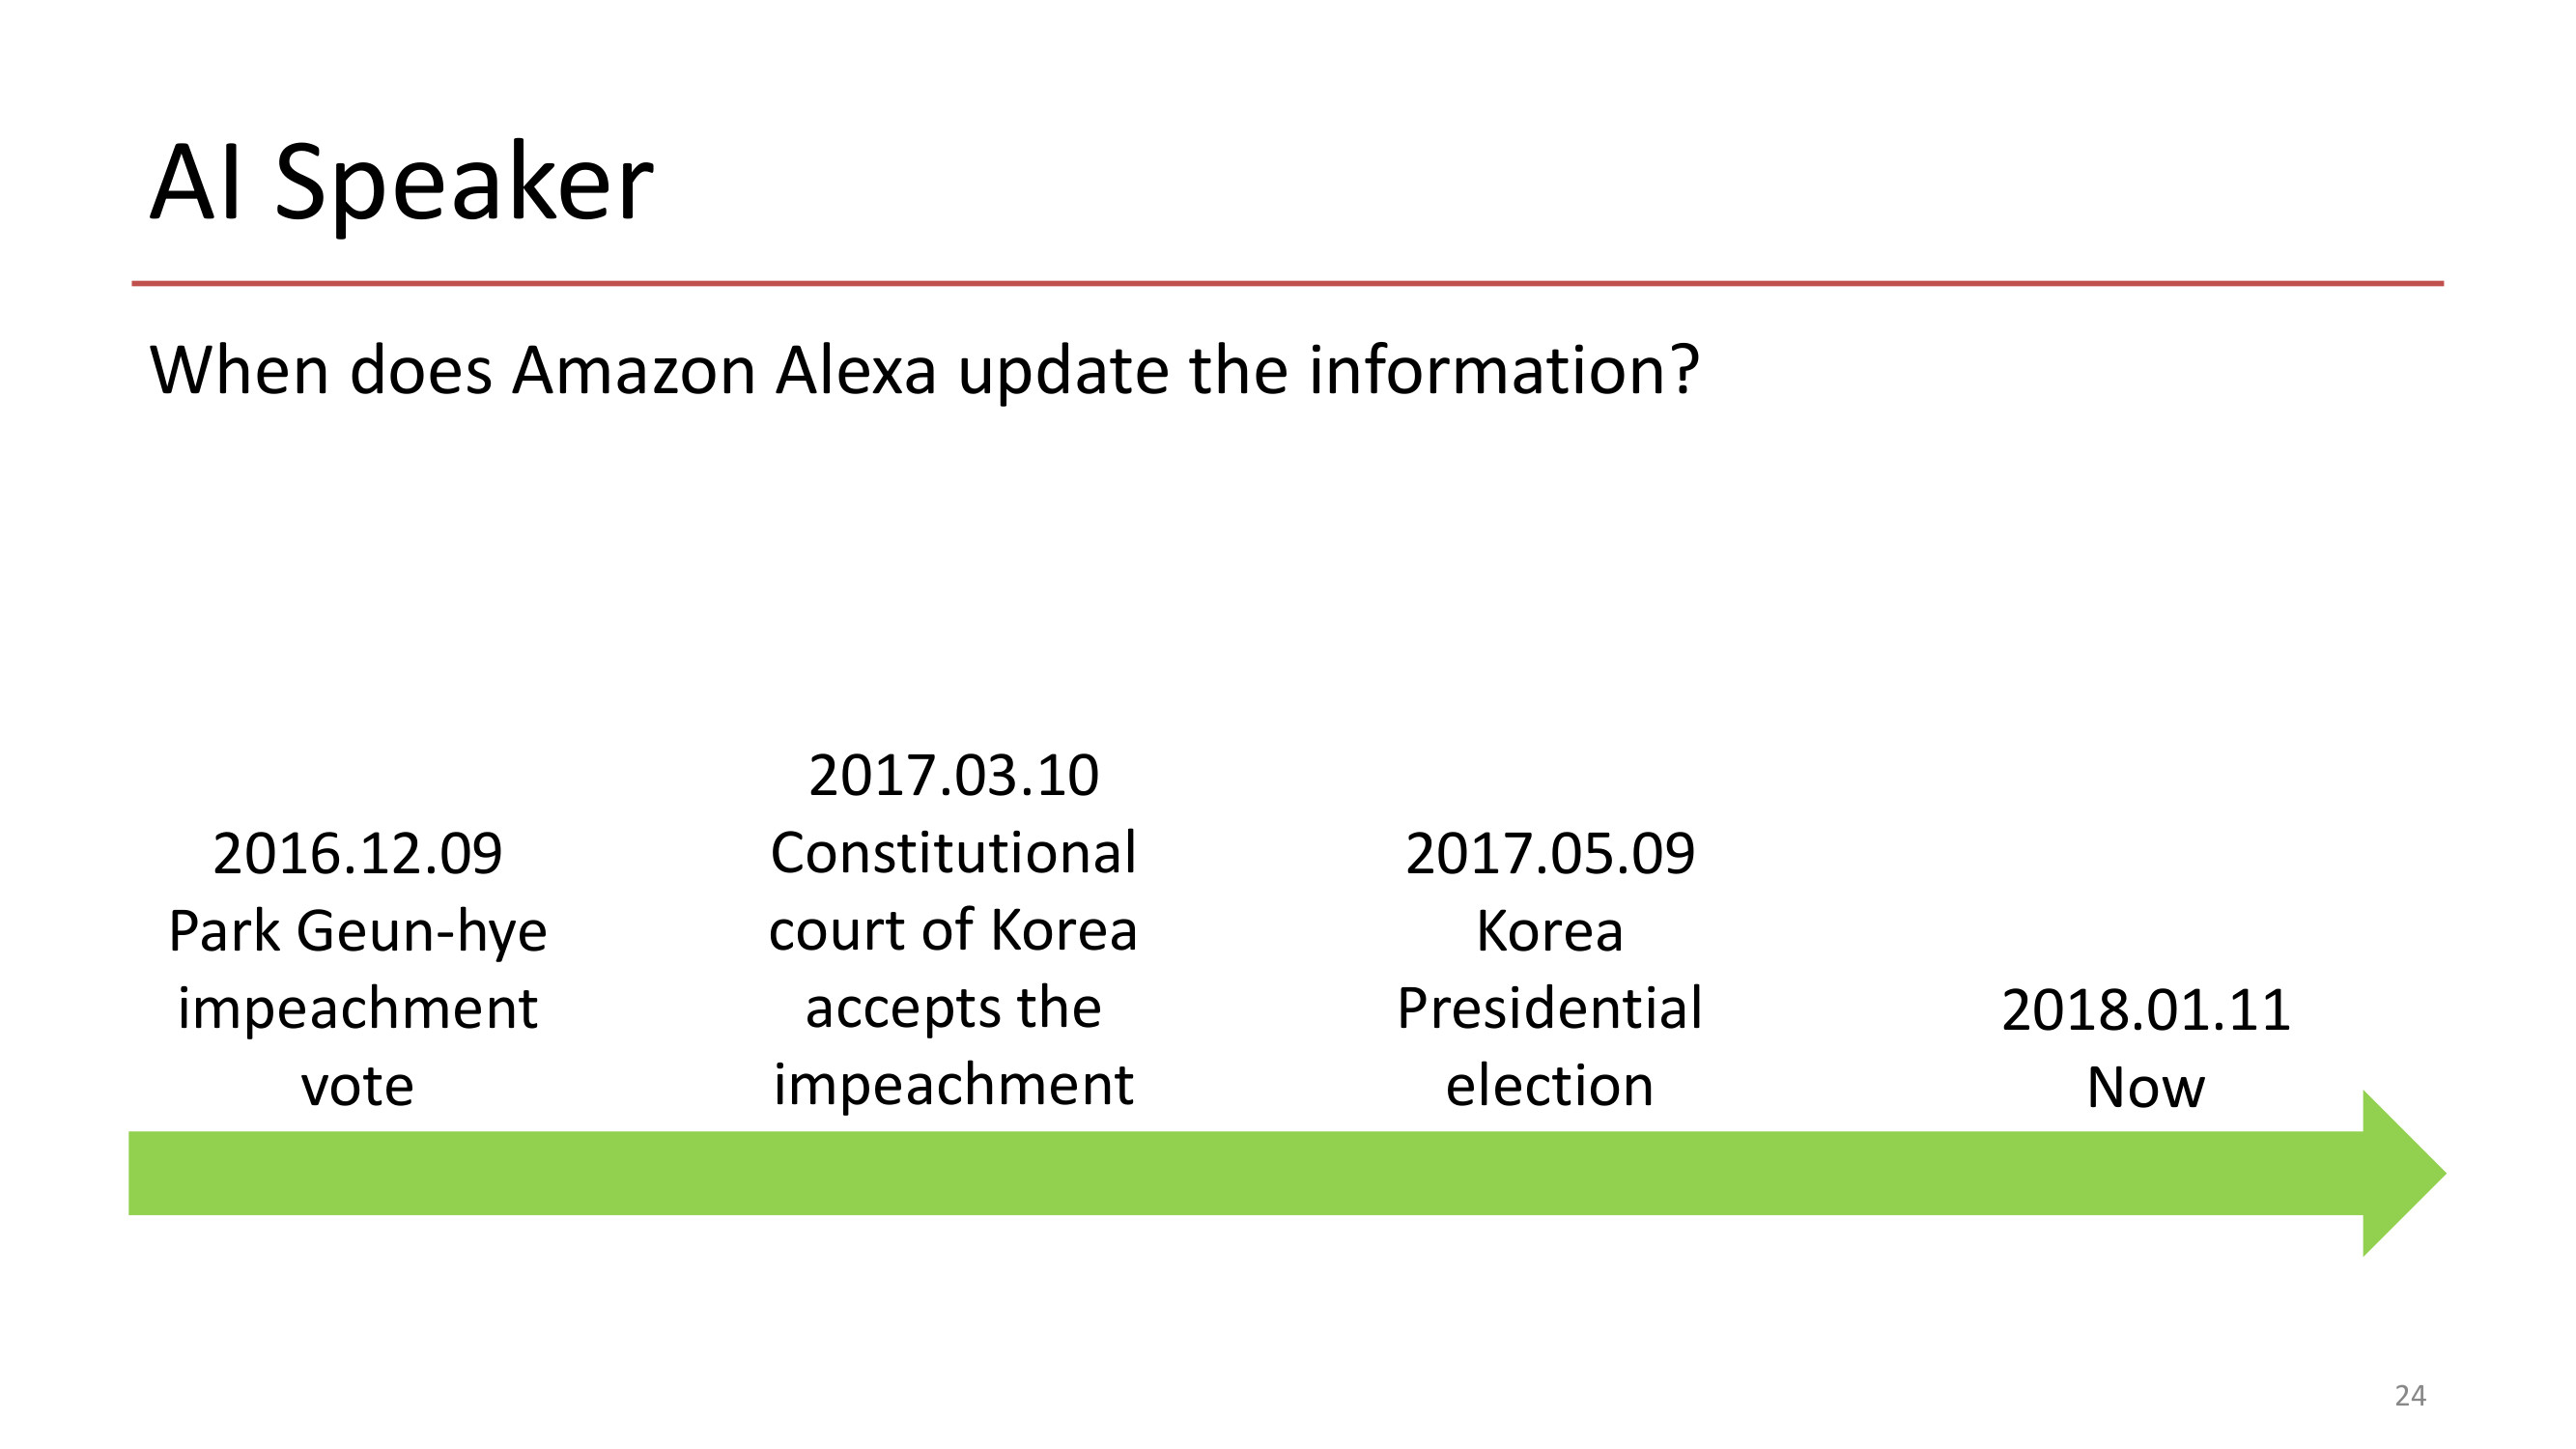 AI Speaker
When does Amazon Alexa update the information?
2016.12.09
Park Geun-hye
impeachment
vote
2017.03.10
Constitutional
court of Korea
accepts the
impeachment
2017.05.09
Korea
Presidential
election
2018.01.11
Now
24